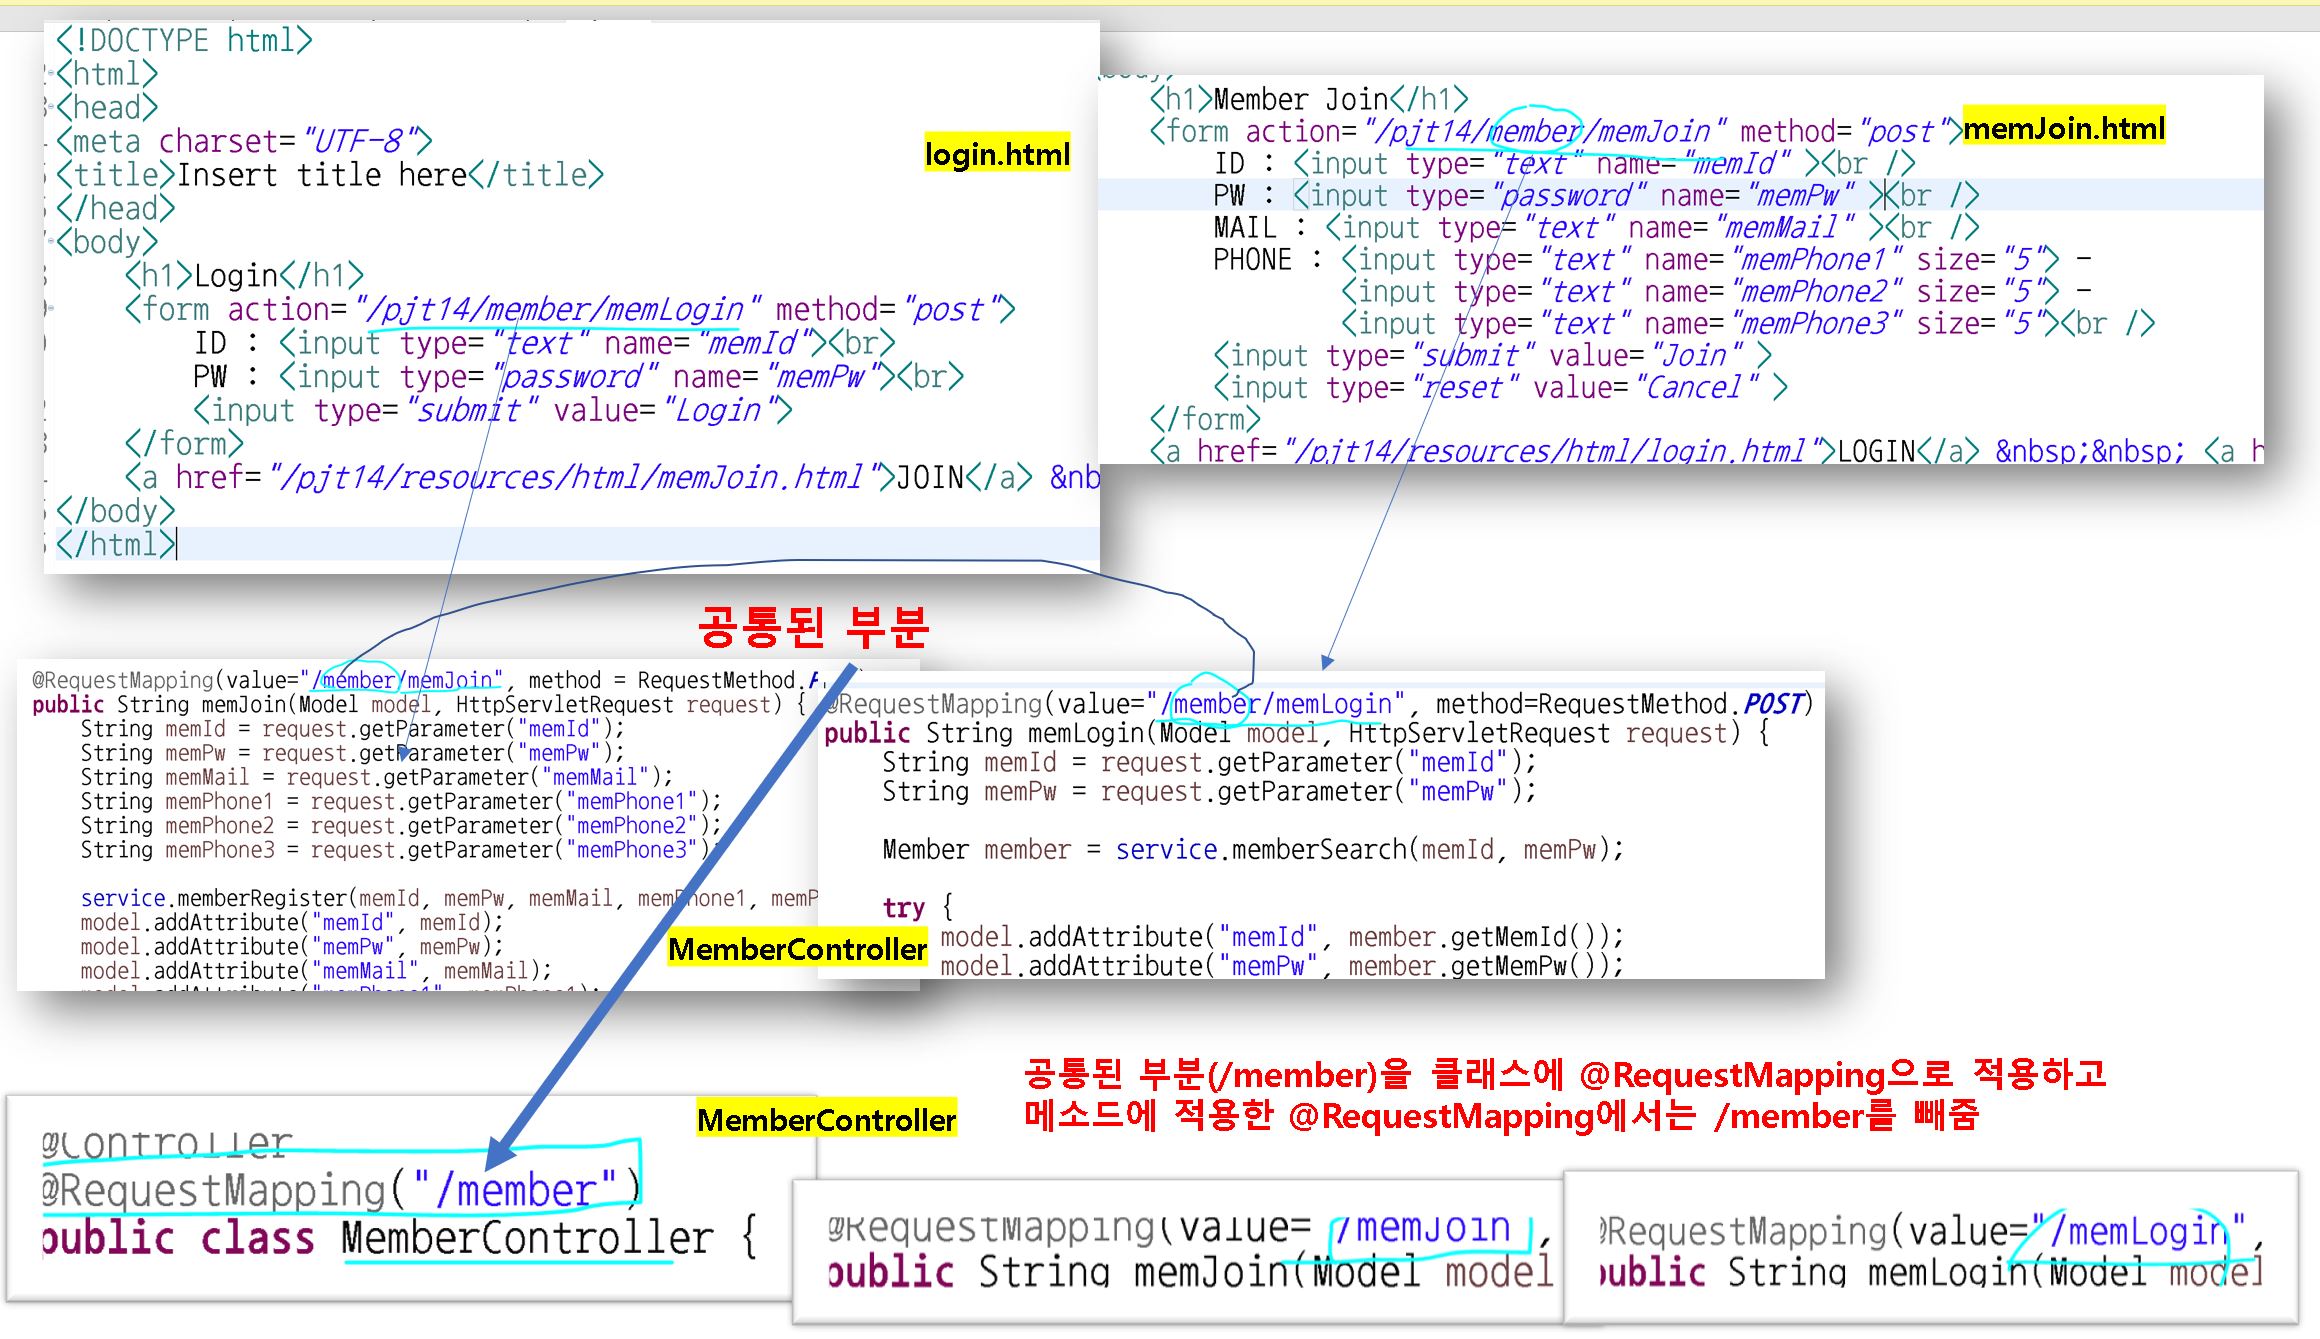 <!DOCTYPE html>
<html>
<head>
<meta charset="UTF-8">
<title>Insert title here</title>
</head>
<body>
<h1>Login</h1>
<form action="/pjt14/member/memLogin" method="post">
ID : <input type="text" name="memId"><br>
PW : <input type="password" name="memPw"><br>
<input type="submit" value="Login">
</form>
<a href="/pjt14/resources/html/memJoin.html">JOIN</a> &nb
</body>
</html>
login.html
<h1>Member Join</h1>
<form action="/pjt14/member/memJoin" method="post">
memJoin.html
ID : <input type="text" name="memId" ><br />
PW : <input type="password" name="memPw" ><br />
MAIL : <input type="text" name="memMail" ><br />
PHONE : <input type="text" name="memPhone1" size="5"> -
<input type="text" name="memPhone2" size="5"> -
<input type="text" name="memPhone3" size="5"><br />
<input type="submit" value="Join" >
<input type="reset" value="Cancel" >
</form>
<a href="/pjt14/resources/html/login.html">LOGIN</a> &nbsp;&nbsp; <a h
공통된 부분
@RequestMapping(value="/member/memJoin", method = RequestMethod.P
public String memJoin(Model model, HttpServletRequest request) {
String memId = request.getParameter("memId");
String memPw = request.getParameter("memPw");
String memMail = request.getParameter("memMail");
String memPhone1 = request.getParameter("memPhone1");
String memPhone2 = request.getParameter("memPhone2");
String memPhone3 = request.getParameter("memPhone3");
service.memberRegister(memId, memPw, memMail, memPhone1, memP
model.addAttribute("memId", memId);
model.addAttribute("memPw", memPw);
model.addAttribute("memMail", memMail);
model.addAttribute("memPhone1", memPhone1);
@RequestMapping(value="/member/memLogin", method=RequestMethod.POST)
public String memLogin(Model model, HttpServletRequest request) {
String memId = request.getParameter("memId");
String memPw = request.getParameter("memPw");
Member member = service.memberSearch(memId, memPw);
try {
model.addAttribute("memId", member.getMemId());
model.addAttribute("memPw", member.getMemPw());
MemberController
공통된 부분(/member)을 클래스에 @RequestMapping으로 적용하고
메소드에 적용한 @RequestMapping에서는 /member를 빼줌
MemberController
@Controller
@RequestMapping("/member")
public class MemberController {
@RequestMapping(value="/memJoin",
public String memJoin(Model model
@RequestMapping(value="/memLogin",
public String memLogin(Model model